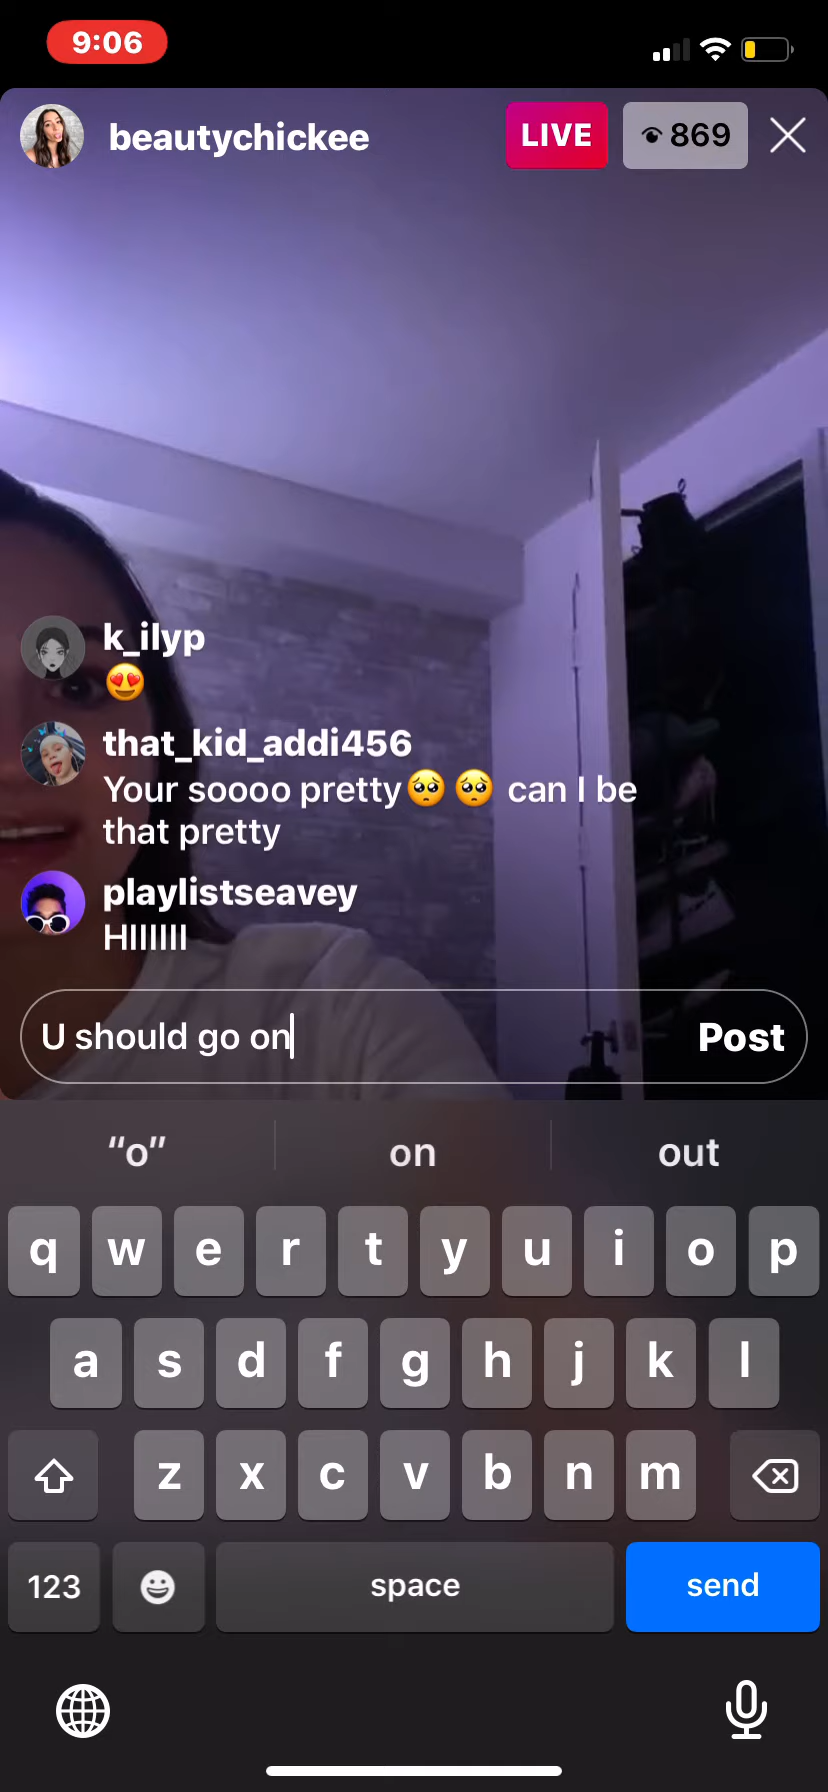 9:06
beautychickee
LIVE
869
k_ilyp
😍
that_kid_addi456
Your soooo pretty🥺🥺 can I be
that pretty
playlistseavey
HIIIIII
U should go on
Post
“o” on out
q w e r t y u i o p
a s d f g h j k l
z x c v b n m
123 space send